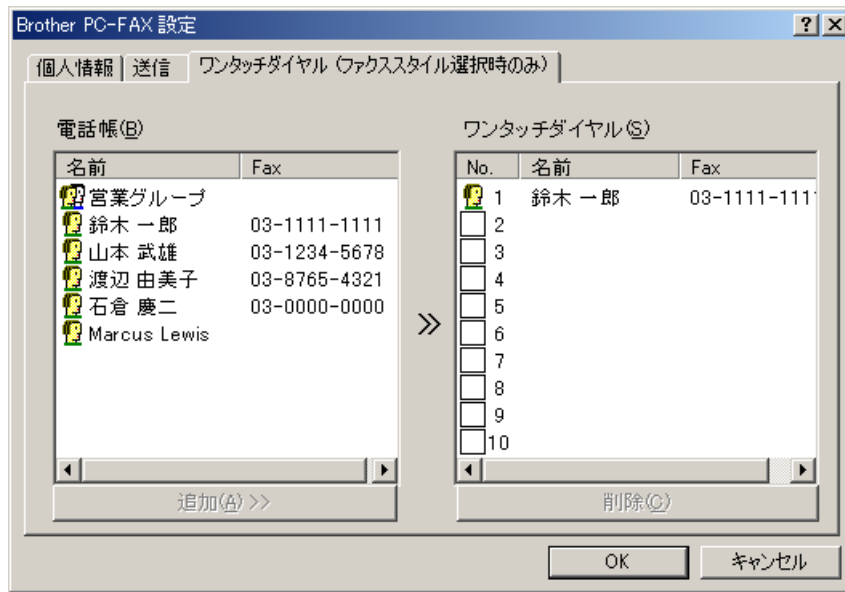 Brother PC-FAX 設定
個人情報 送信 ワンタッチダイヤル (ファクススタイル選択時のみ)
電話帳(B)
名前 Fax
営業グループ
鈴木 一郎 03-1111-1111
山本 武雄 03-1234-5678
渡辺 由美子 03-8765-4321
石倉 慶二 03-0000-0000
Marcus Lewis
追加(A) >>
>>
ワンタッチダイヤル(S)
No. 名前 Fax
1 鈴木 一郎 03-1111-111
2
3
4
5
6
7
8
9
10
削除(C)
OK キャンセル